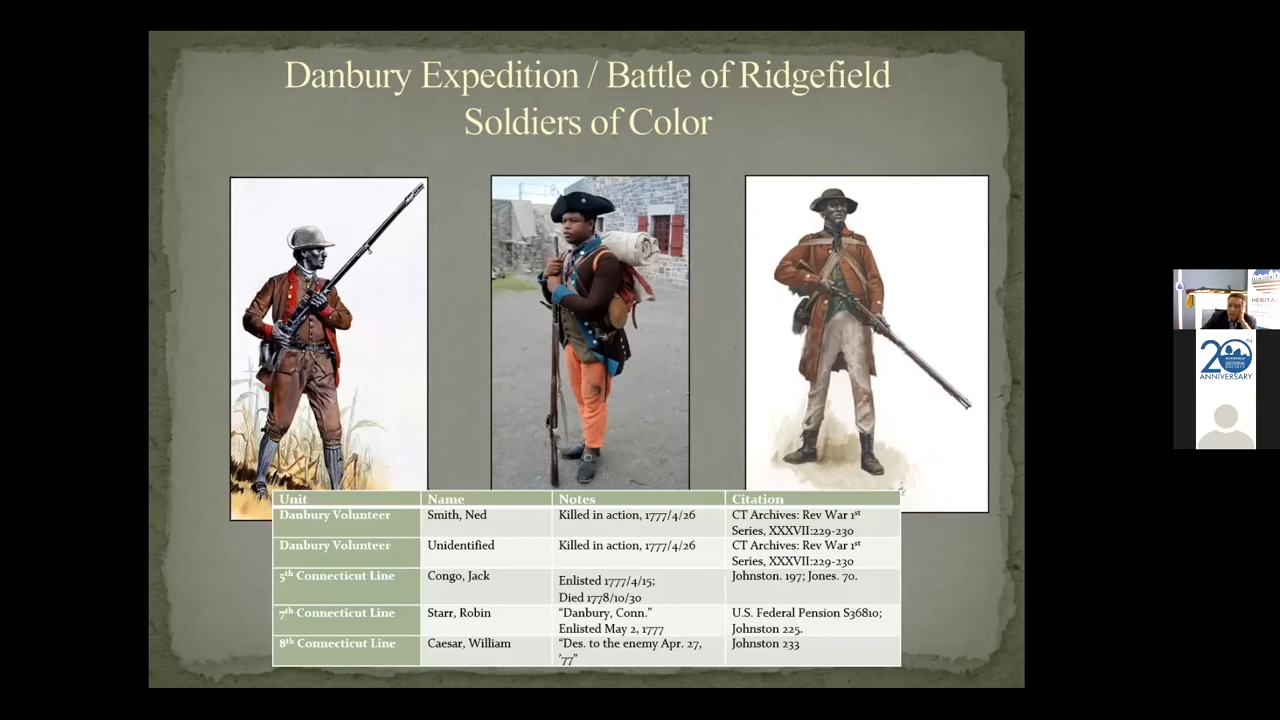 Danbury Expedition / Battle of Ridgefield
Soldiers of Color
Unit Name Notes Citation
Danbury Volunteer Smith, Ned Killed in action, 1777/4/26 CT Archives: Rev War 1st
Series, XXXVII:229-230
Danbury Volunteer Unidentified Killed in action, 1777/4/26 CT Archives: Rev War 1st
Series, XXXVII:229-230
5th Connecticut Line Congo, Jack Enlisted 1777/4/15; Johnston. 197; Jones. 70.
Died 1778/10/30
7th Connecticut Line Starr, Robin “Danbury, Conn.” U.S. Federal Pension S36810;
Enlisted May 2, 1777 Johnston 225.
8th Connecticut Line Caesar, William “Des. to the enemy Apr. 27, Johnston 233
’77”
20TH
ANNIVERSARY